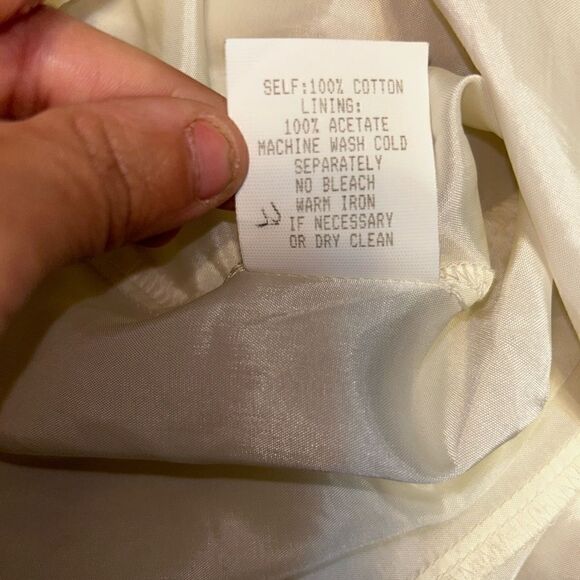 SELF:100% COTTON
LINING:
100% ACETATE
MACHINE WASH COLD
SEPARATELY
NO BLEACH
WARM IRON
IF NECESSARY
OR DRY CLEAN